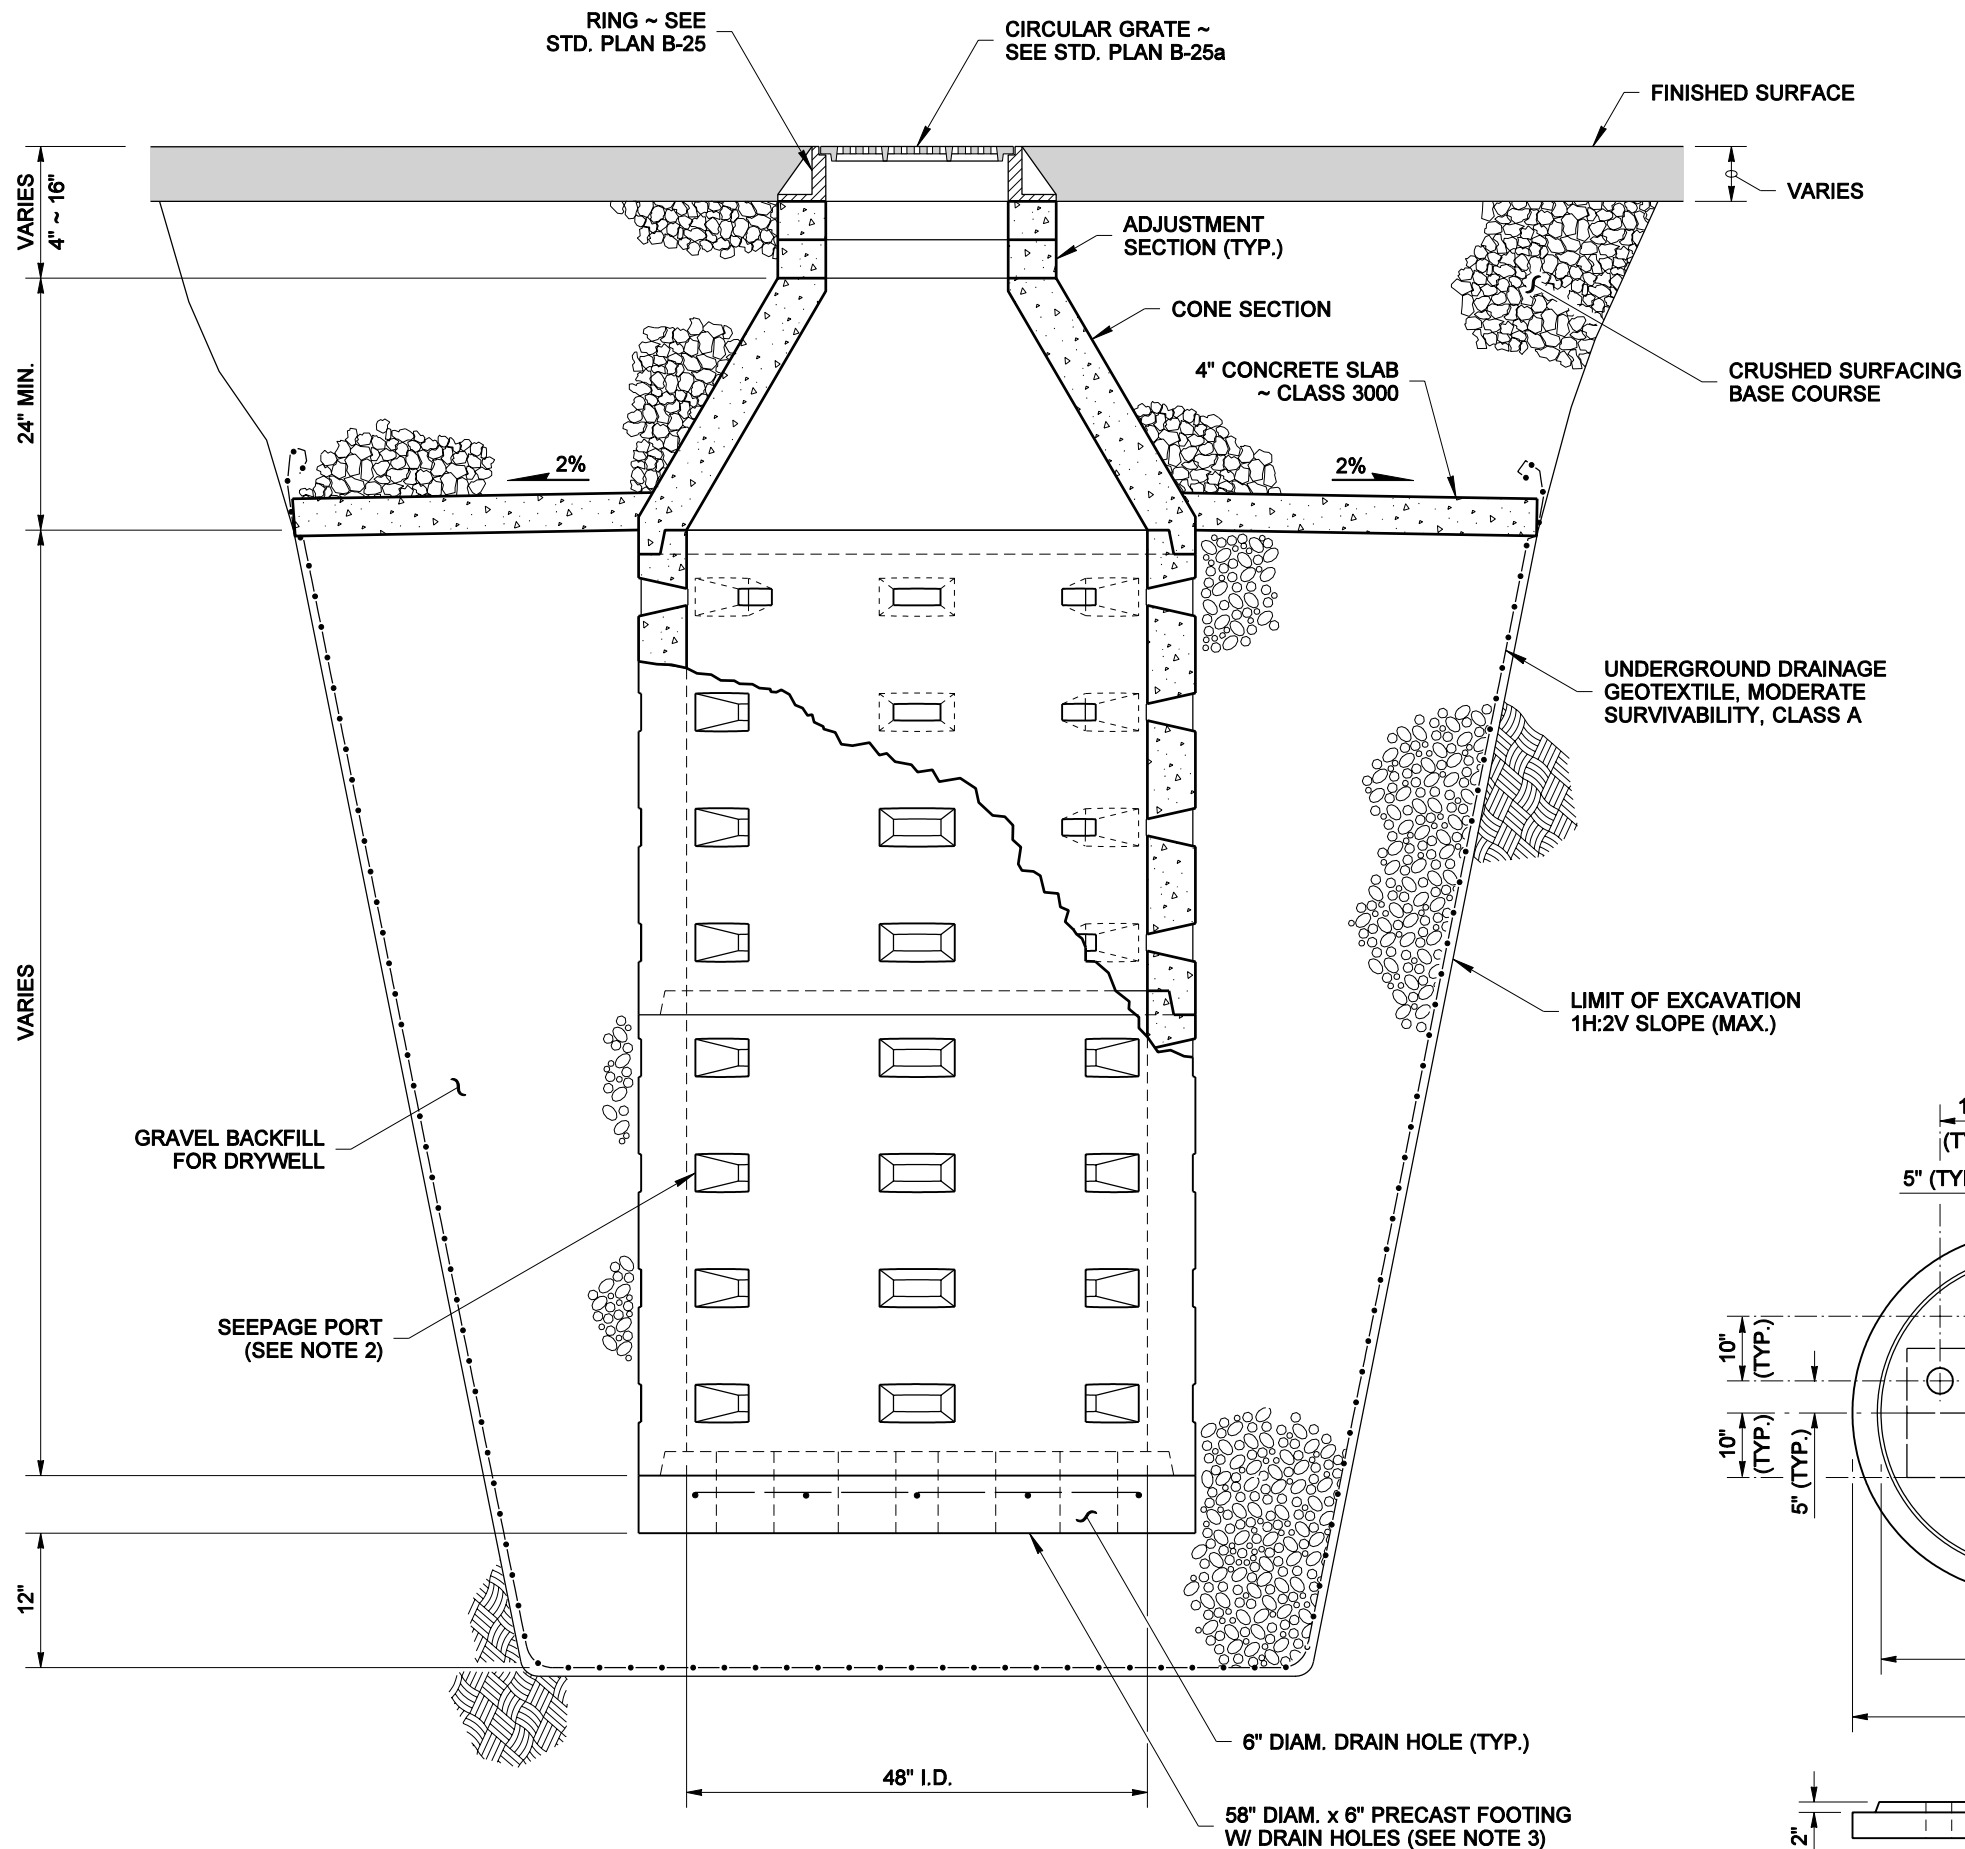 RING ~ SEE
STD. PLAN B-25
CIRCULAR GRATE ~
SEE STD. PLAN B-25a
FINISHED SURFACE
VARIES
4" ~ 16"
VARIES
ADJUSTMENT
SECTION (TYP.)
CONE SECTION
24" MIN.
4" CONCRETE SLAB
~ CLASS 3000
CRUSHED SURFACING
BASE COURSE
2%
2%
UNDERGROUND DRAINAGE
GEOTEXTILE, MODERATE
SURVIVABILITY, CLASS A
VARIES
LIMIT OF EXCAVATION
1H:2V SLOPE (MAX.)
GRAVEL BACKFILL
FOR DRYWELL
5" (TY
SEEPAGE PORT
(SEE NOTE 2)
10"
(TYP.)
10"
(TYP.)
5" (TYP.)
12"
6" DIAM. DRAIN HOLE (TYP.)
48" I.D.
58" DIAM. x 6" PRECAST FOOTING
W/ DRAIN HOLES (SEE NOTE 3)
2"